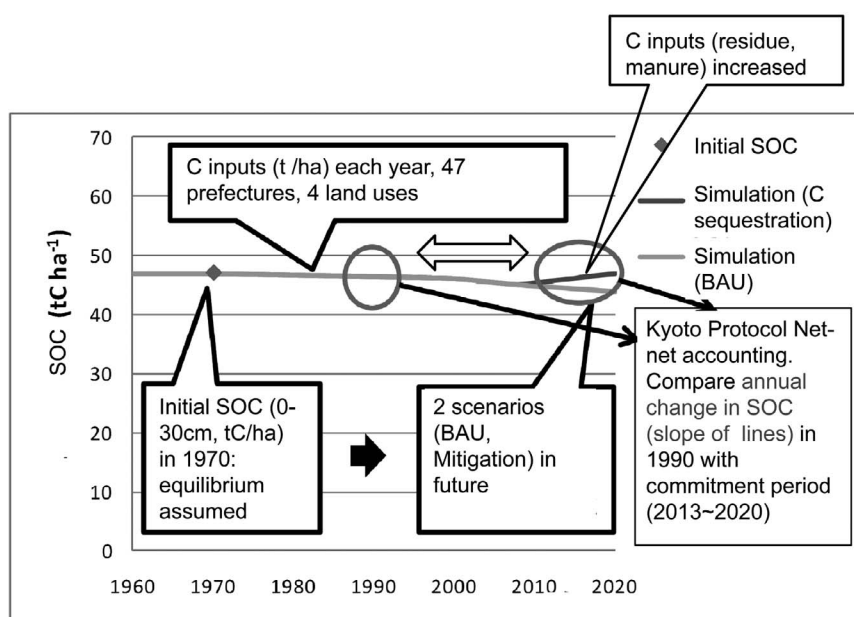 C inputs (residue,
manure) increased
70
60
50
40
30
20
10
0
SOC (tC ha-1)
C inputs (t /ha) each year, 47
prefectures, 4 land uses
Initial SOC
Simulation (C
sequestration)
Simulation
(BAU)
Initial SOC (0-
30cm, tC/ha)
in 1970:
equilibrium
assumed
2 scenarios
(BAU,
Mitigation) in
future
Kyoto Protocol Net-
net accounting.
Compare annual
change in SOC
(slope of lines) in
1990 with
commitment period
(2013~2020)
1960 1970 1980 1990 2000 2010 2020